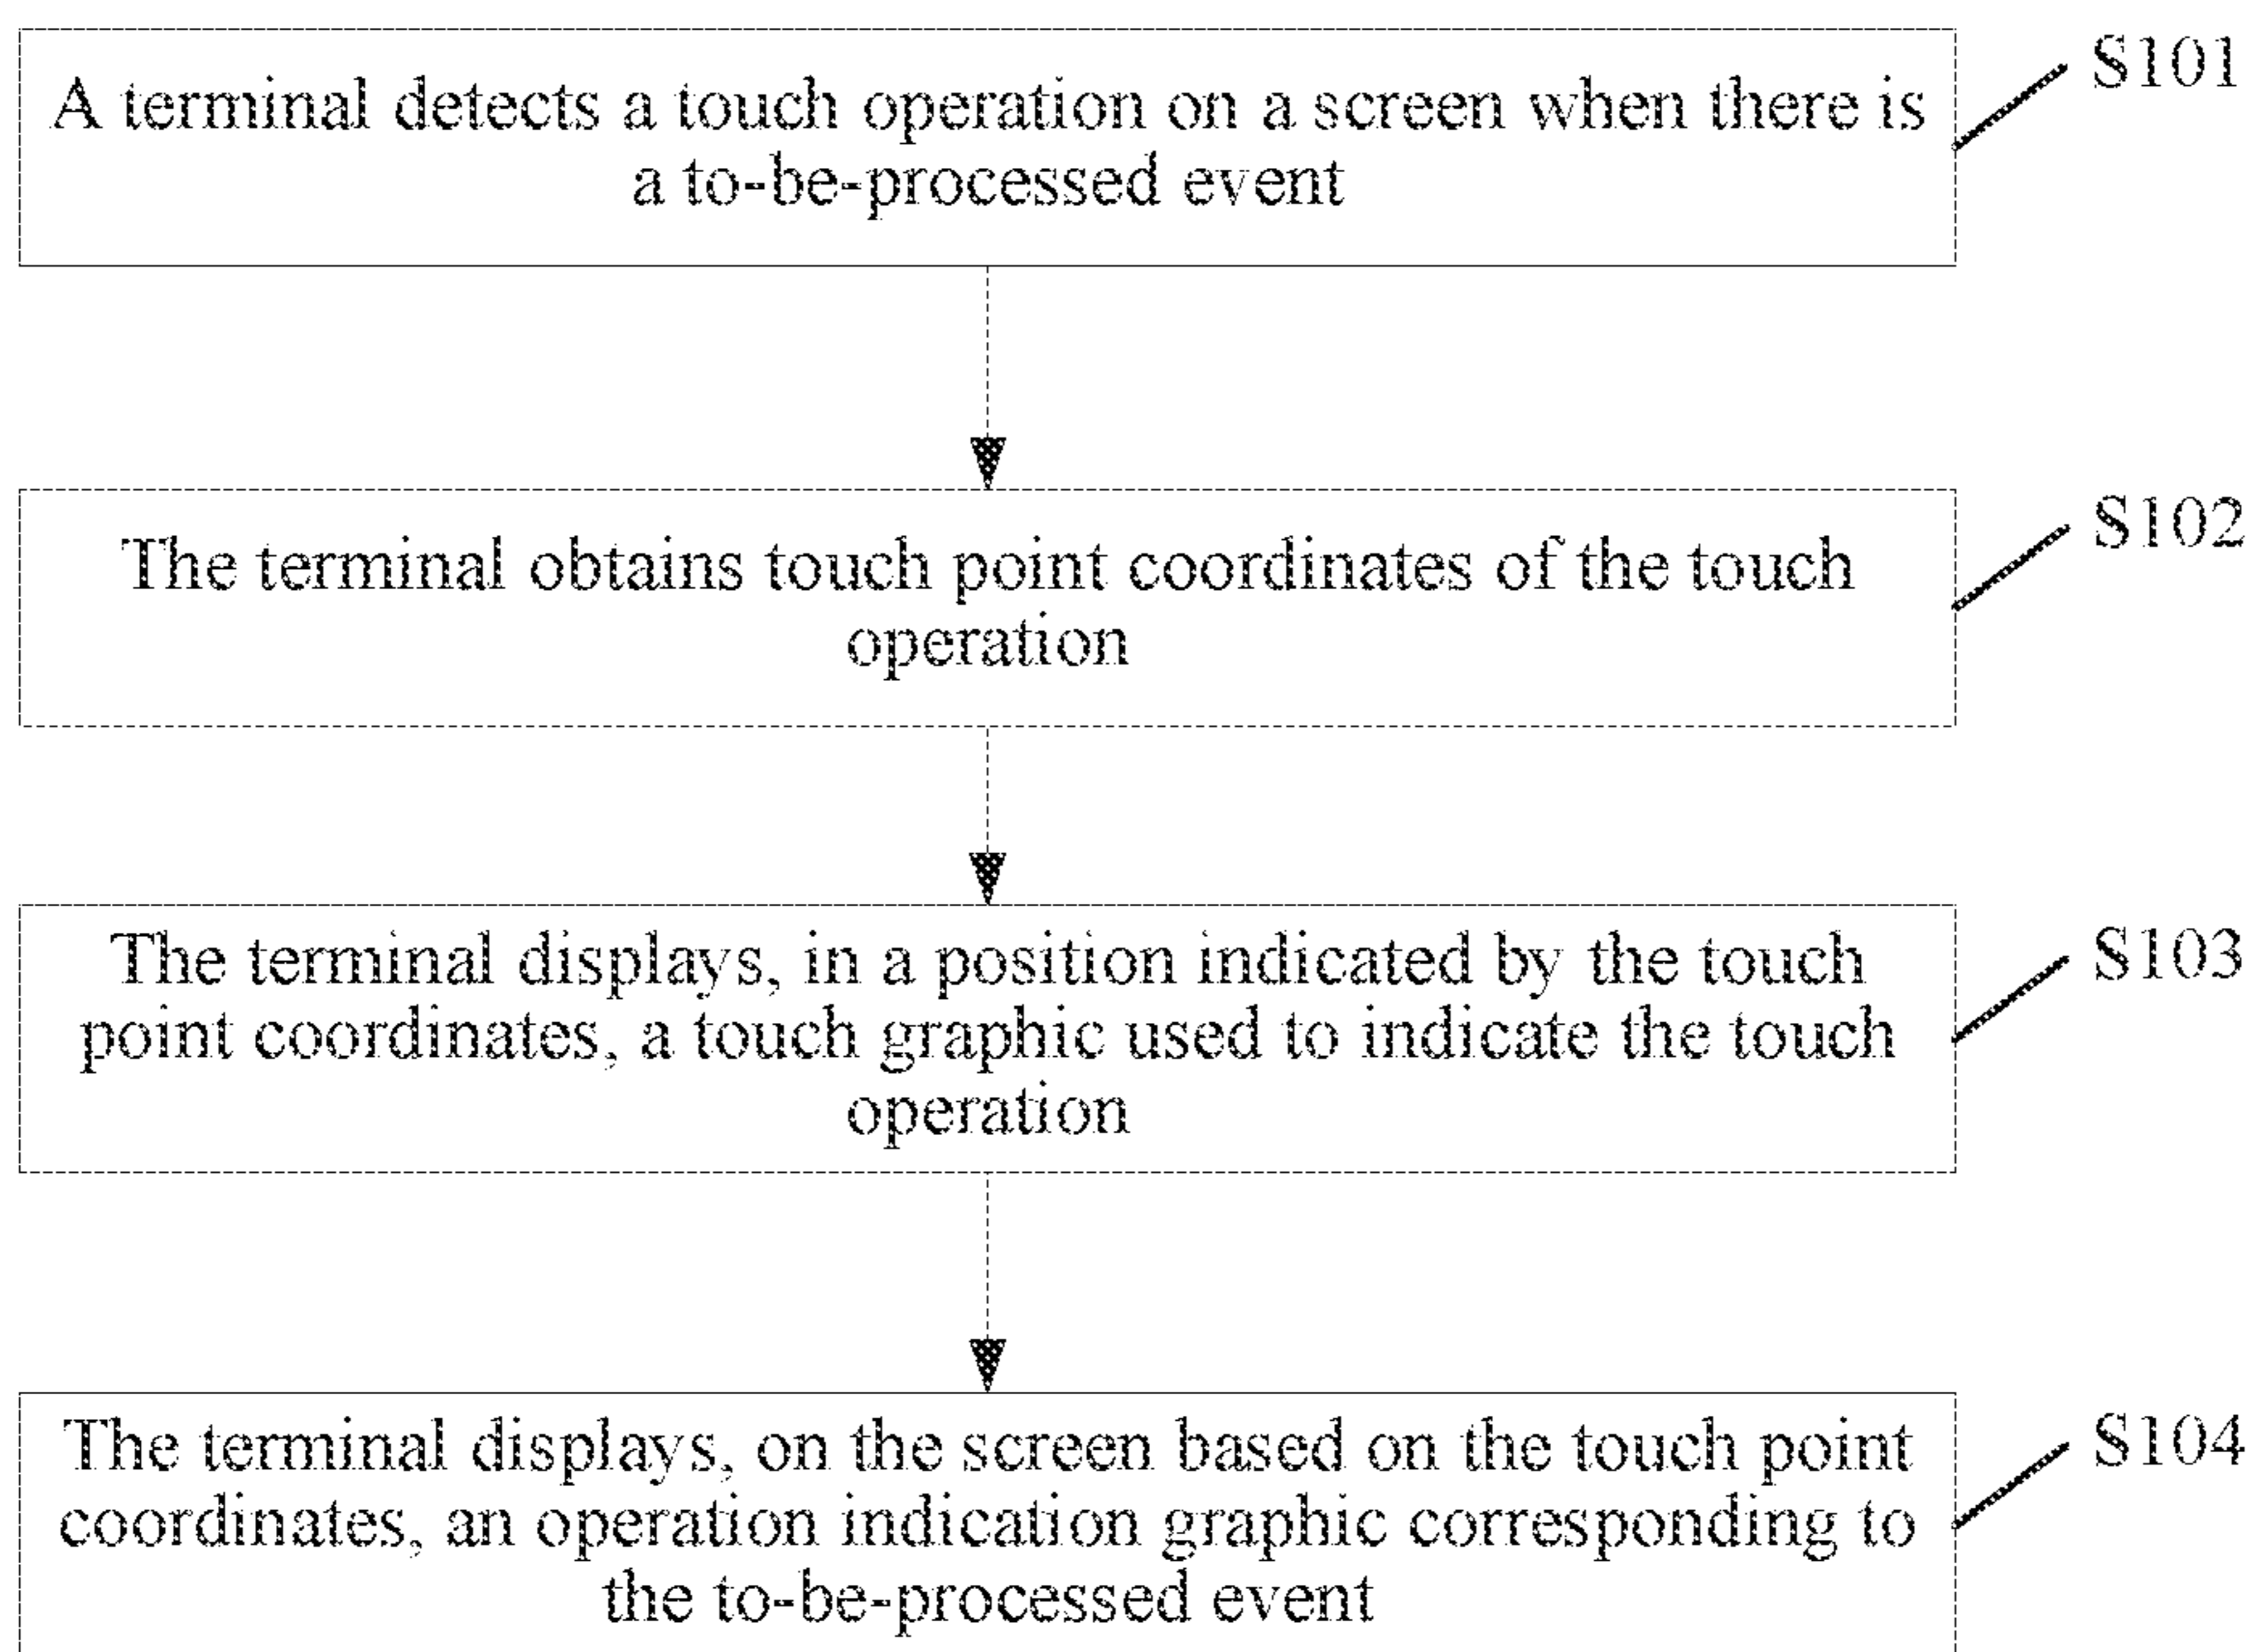 A terminal detects a touch operation on a screen when there is
a to-be-processed event
S101
The terminal obtains touch point coordinates of the touch
operation
S102
The terminal displays, in a position indicated by the touch
point coordinates, a touch graphic used to indicate the touch
operation
S103
The terminal displays, on the screen based on the touch point
coordinates, an operation indication graphic corresponding to
the to-be-processed event
S104